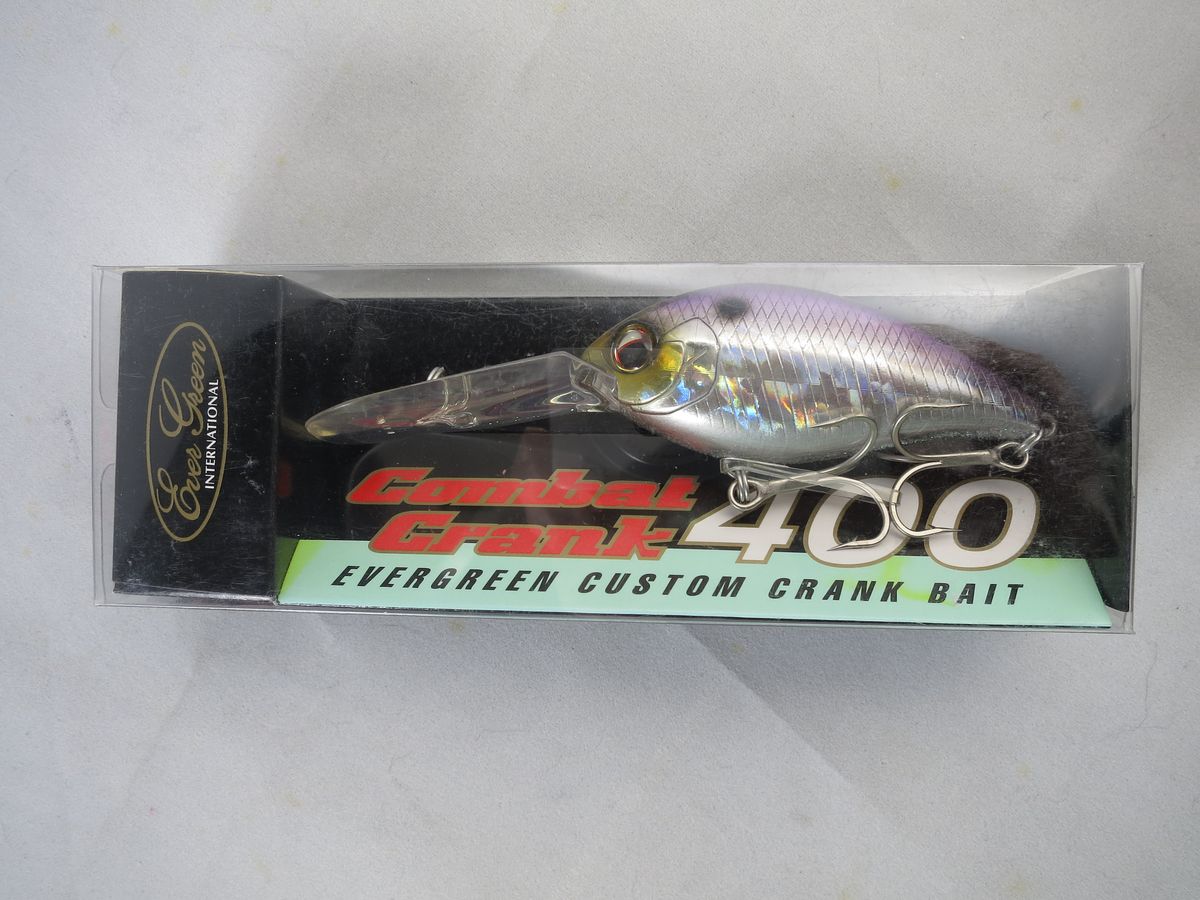 Ever Green
INTERNATIONAL
Combat
Crank 400
EVERGREEN CUSTOM CRANK BAIT